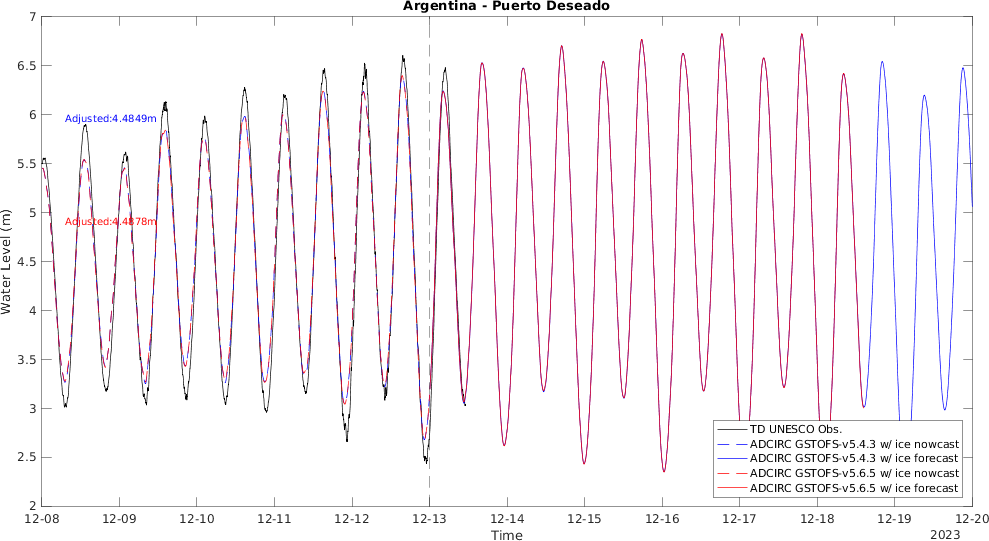 Argentina - Puerto Deseado
Water Level (m)
7
6.5
6
5.5
5
4.5
4
3.5
3
2.5
2
Adjusted:4.4849m
Adjusted:4.4878m
TD UNESCO Obs.
ADCIRC GSTOFS-v5.4.3 w/ ice nowcast
ADCIRC GSTOFS-v5.4.3 w/ ice forecast
ADCIRC GSTOFS-v5.6.5 w/ ice nowcast
ADCIRC GSTOFS-v5.6.5 w/ ice forecast
12-08 12-09 12-10 12-11 12-12 12-13 12-14 12-15 12-16 12-17 12-18 12-19 12-20
Time
2023